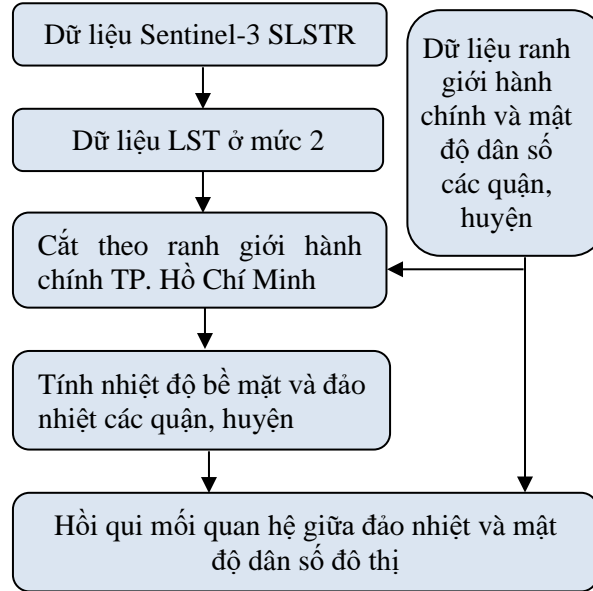 Dữ liệu Sentinel-3 SLSTR
Dữ liệu LST ở mức 2
Cắt theo ranh giới hành
chính TP. Hồ Chí Minh
Tính nhiệt độ bề mặt và đảo
nhiệt các quận, huyện
Dữ liệu ranh
giới hành
chính và mật
độ dân số
các quận,
huyện
Hồi qui mối quan hệ giữa đảo nhiệt và mật
độ dân số đô thị